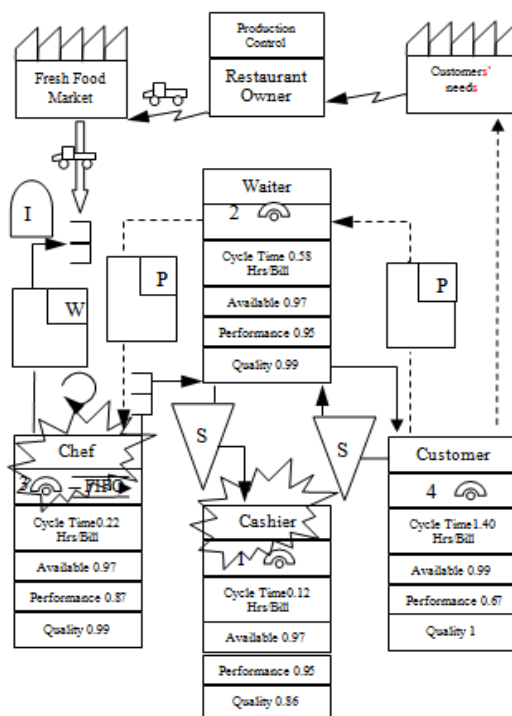 Production
Control
Restaurant
Owner
Fresh Food
Market
Customers'
needs
I
W
P
Waiter
2
Cycle Time 0.58
Hrs/Bill
Available 0.97
Performance 0.95
Quality 0.99
P
S
S
Chef
3
FIFO
Cycle Time0.22
Hrs/Bill
Available 0.97
Performance 0.87
Quality 0.99
Cashier
1
Cycle Time0.12
Hrs/Bill
Available 0.97
Performance 0.95
Quality 0.86
Customer
4
Cycle Time1.40
Hrs/Bill
Available 0.99
Performance 0.67
Quality 1